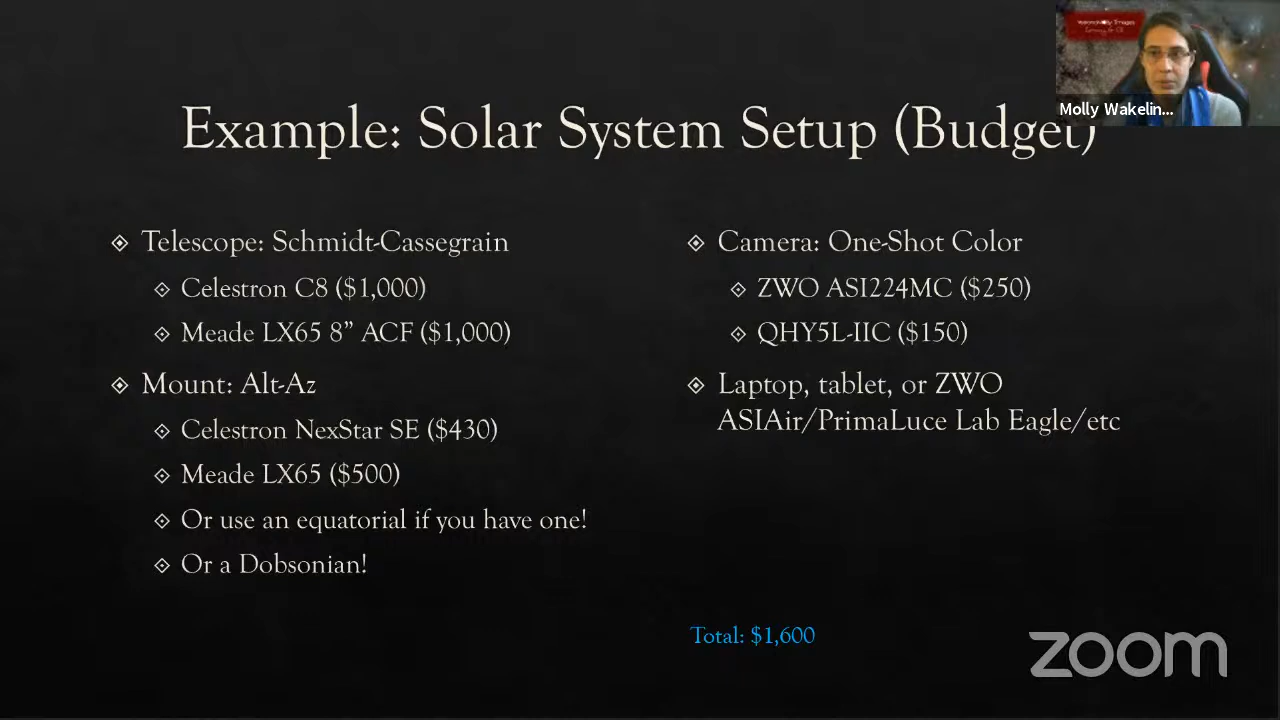 Example: Solar System Setup (Budget)
Molly Wakelin...
Telescope: Schmidt-Cassegrain
Celestron C8 ($1,000)
Meade LX65 8” ACF ($1,000)
Mount: Alt-Az
Celestron NexStar SE ($430)
Meade LX65 ($500)
Or use an equatorial if you have one!
Or a Dobsonian!
Camera: One-Shot Color
ZWO ASI224MC ($250)
QHY5L-IIC ($150)
Laptop, tablet, or ZWO
ASIAir/PrimaLuce Lab Eagle/etc
Total: $1,600
zoom